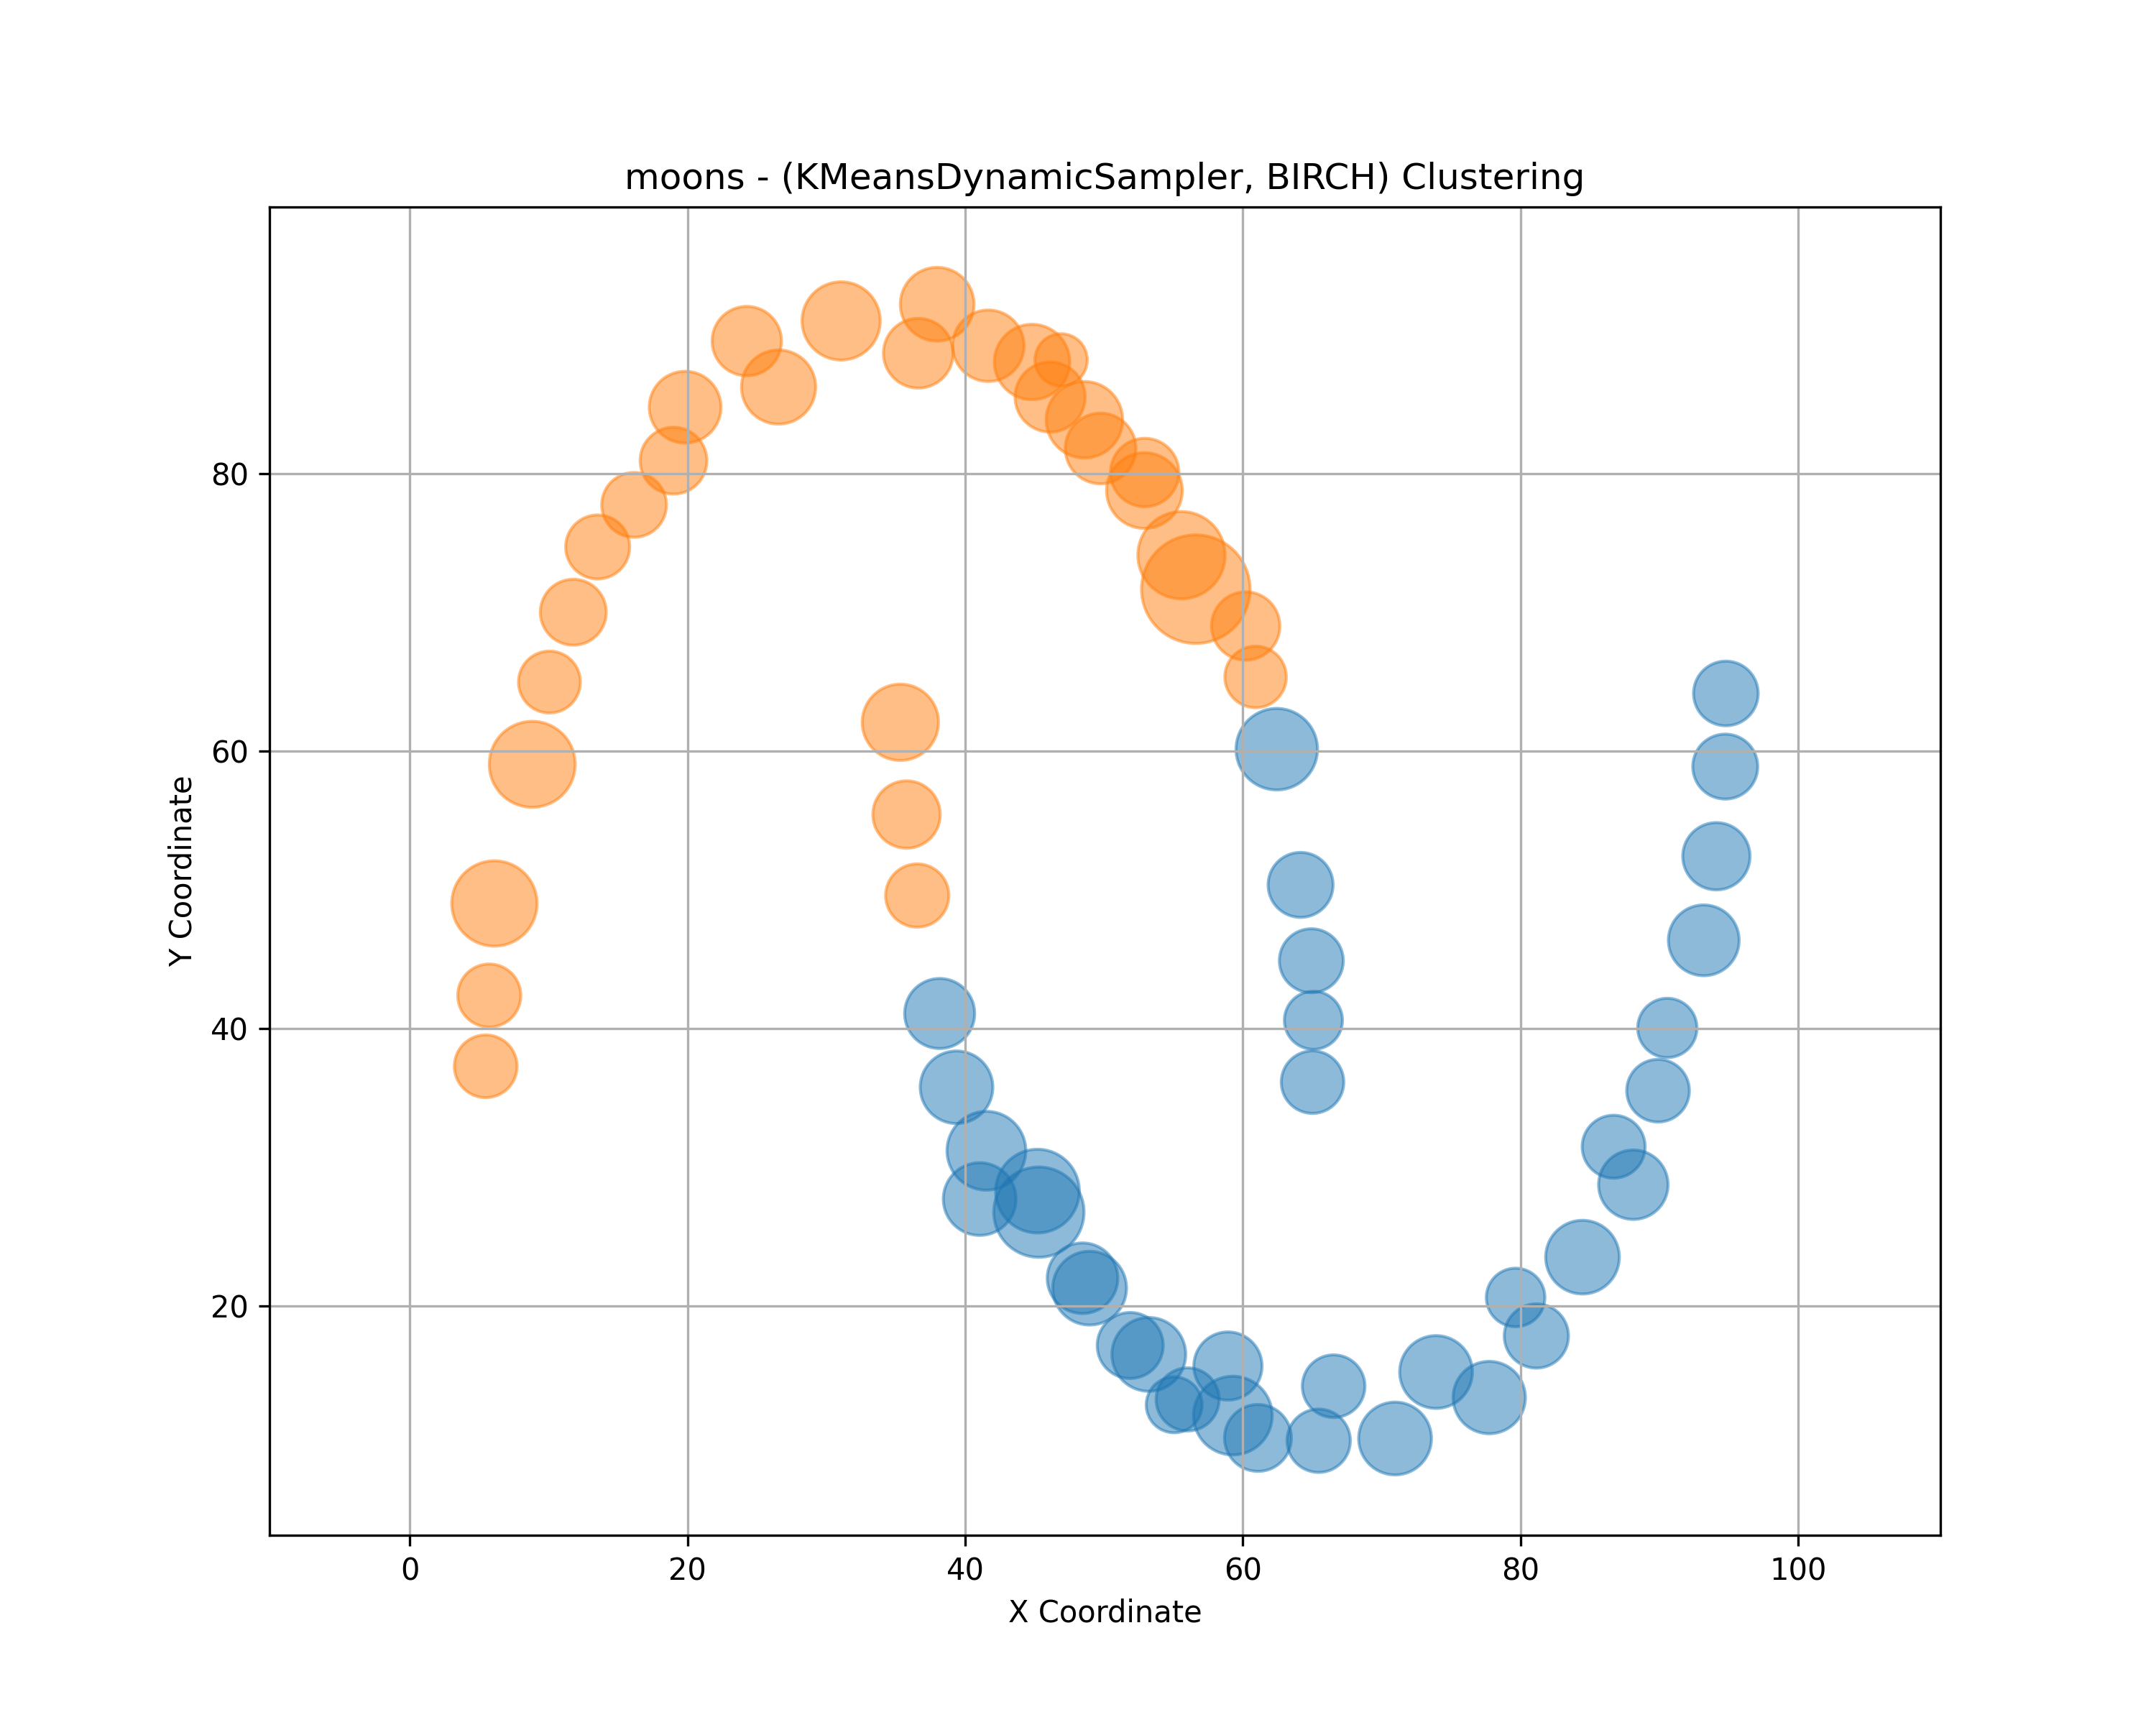 moons - (KMeansDynamicSampler, BIRCH) Clustering
80
60
40
20
Y Coordinate
0 20 40 60 80 100
X Coordinate